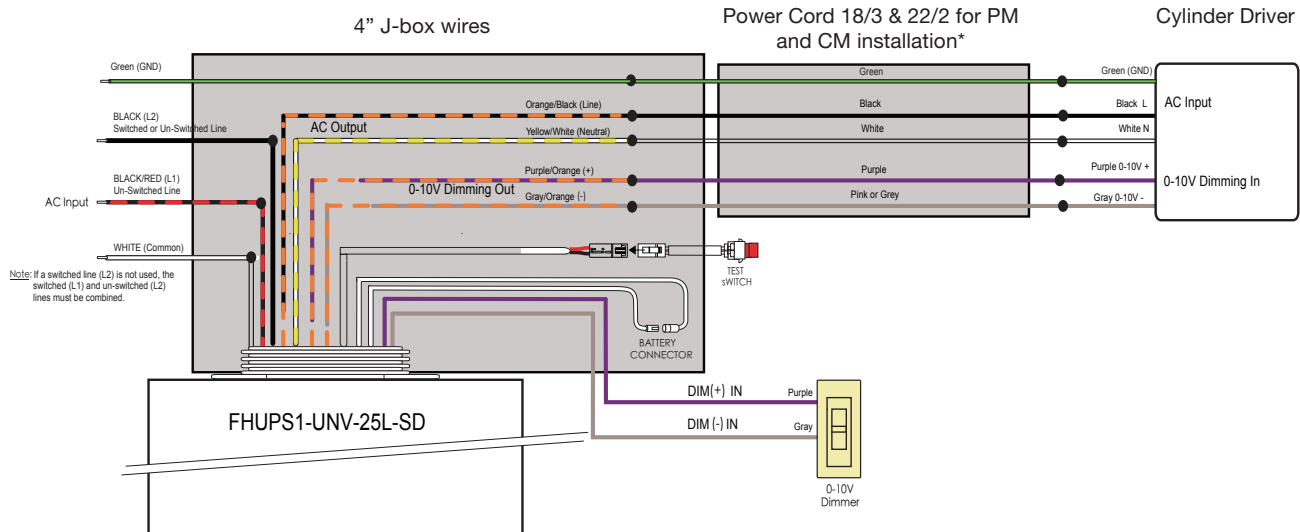 4” J-box wires
Power Cord 18/3 & 22/2 for PM
and CM installation*
Cylinder Driver
Green (GND)
Green
Green (GND)
BLACK (L2)
Switched or Un-Switched Line
AC Output
Orange/Black (Line)
Black
Black L
AC Input
Yellow/White (Neutral)
White
White N
BLACK/RED (L1)
Un-Switched Line
AC Input
Purple/Orange (+)
Purple
Purple 0-10V +
0-10V Dimming Out
0-10V Dimming In
Gray/Orange (-)
Pink or Grey
Gray 0-10V -
WHITE (Common)
Note: If a switched line (L2) is not used, the
switched (L1) and un-switched (L2)
lines must be combined.
TEST
sWITCH
BATTERY
CONNECTOR
FHUPS1-UNV-25L-SD
DIM(+) IN
Purple
DIM (-) IN
Gray
0-10V
Dimmer